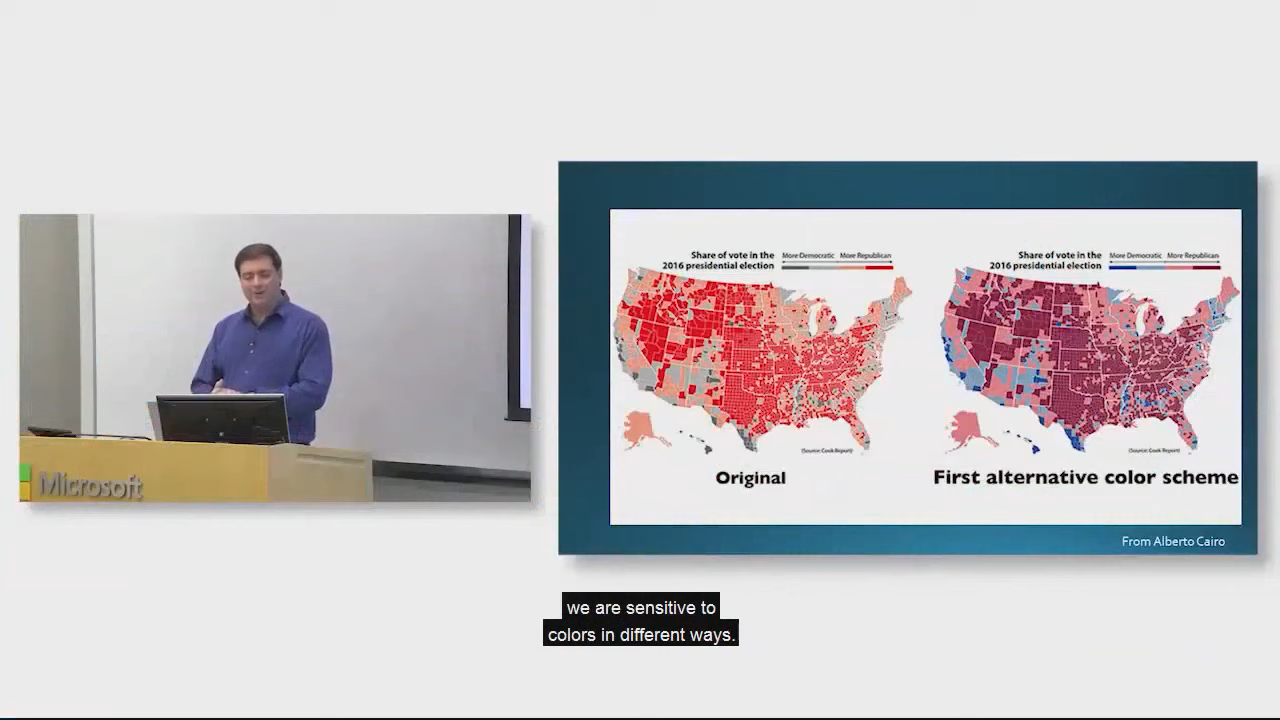 Microsoft
Share of vote in the
2016 presidential election
More Democratic More Republican
(Source: Cook Report)
Original
Share of vote in the
2016 presidential election
More Democratic More Republican
(Source: Cook Report)
First alternative color scheme
From Alberto Cairo
we are sensitive to
colors in different ways.